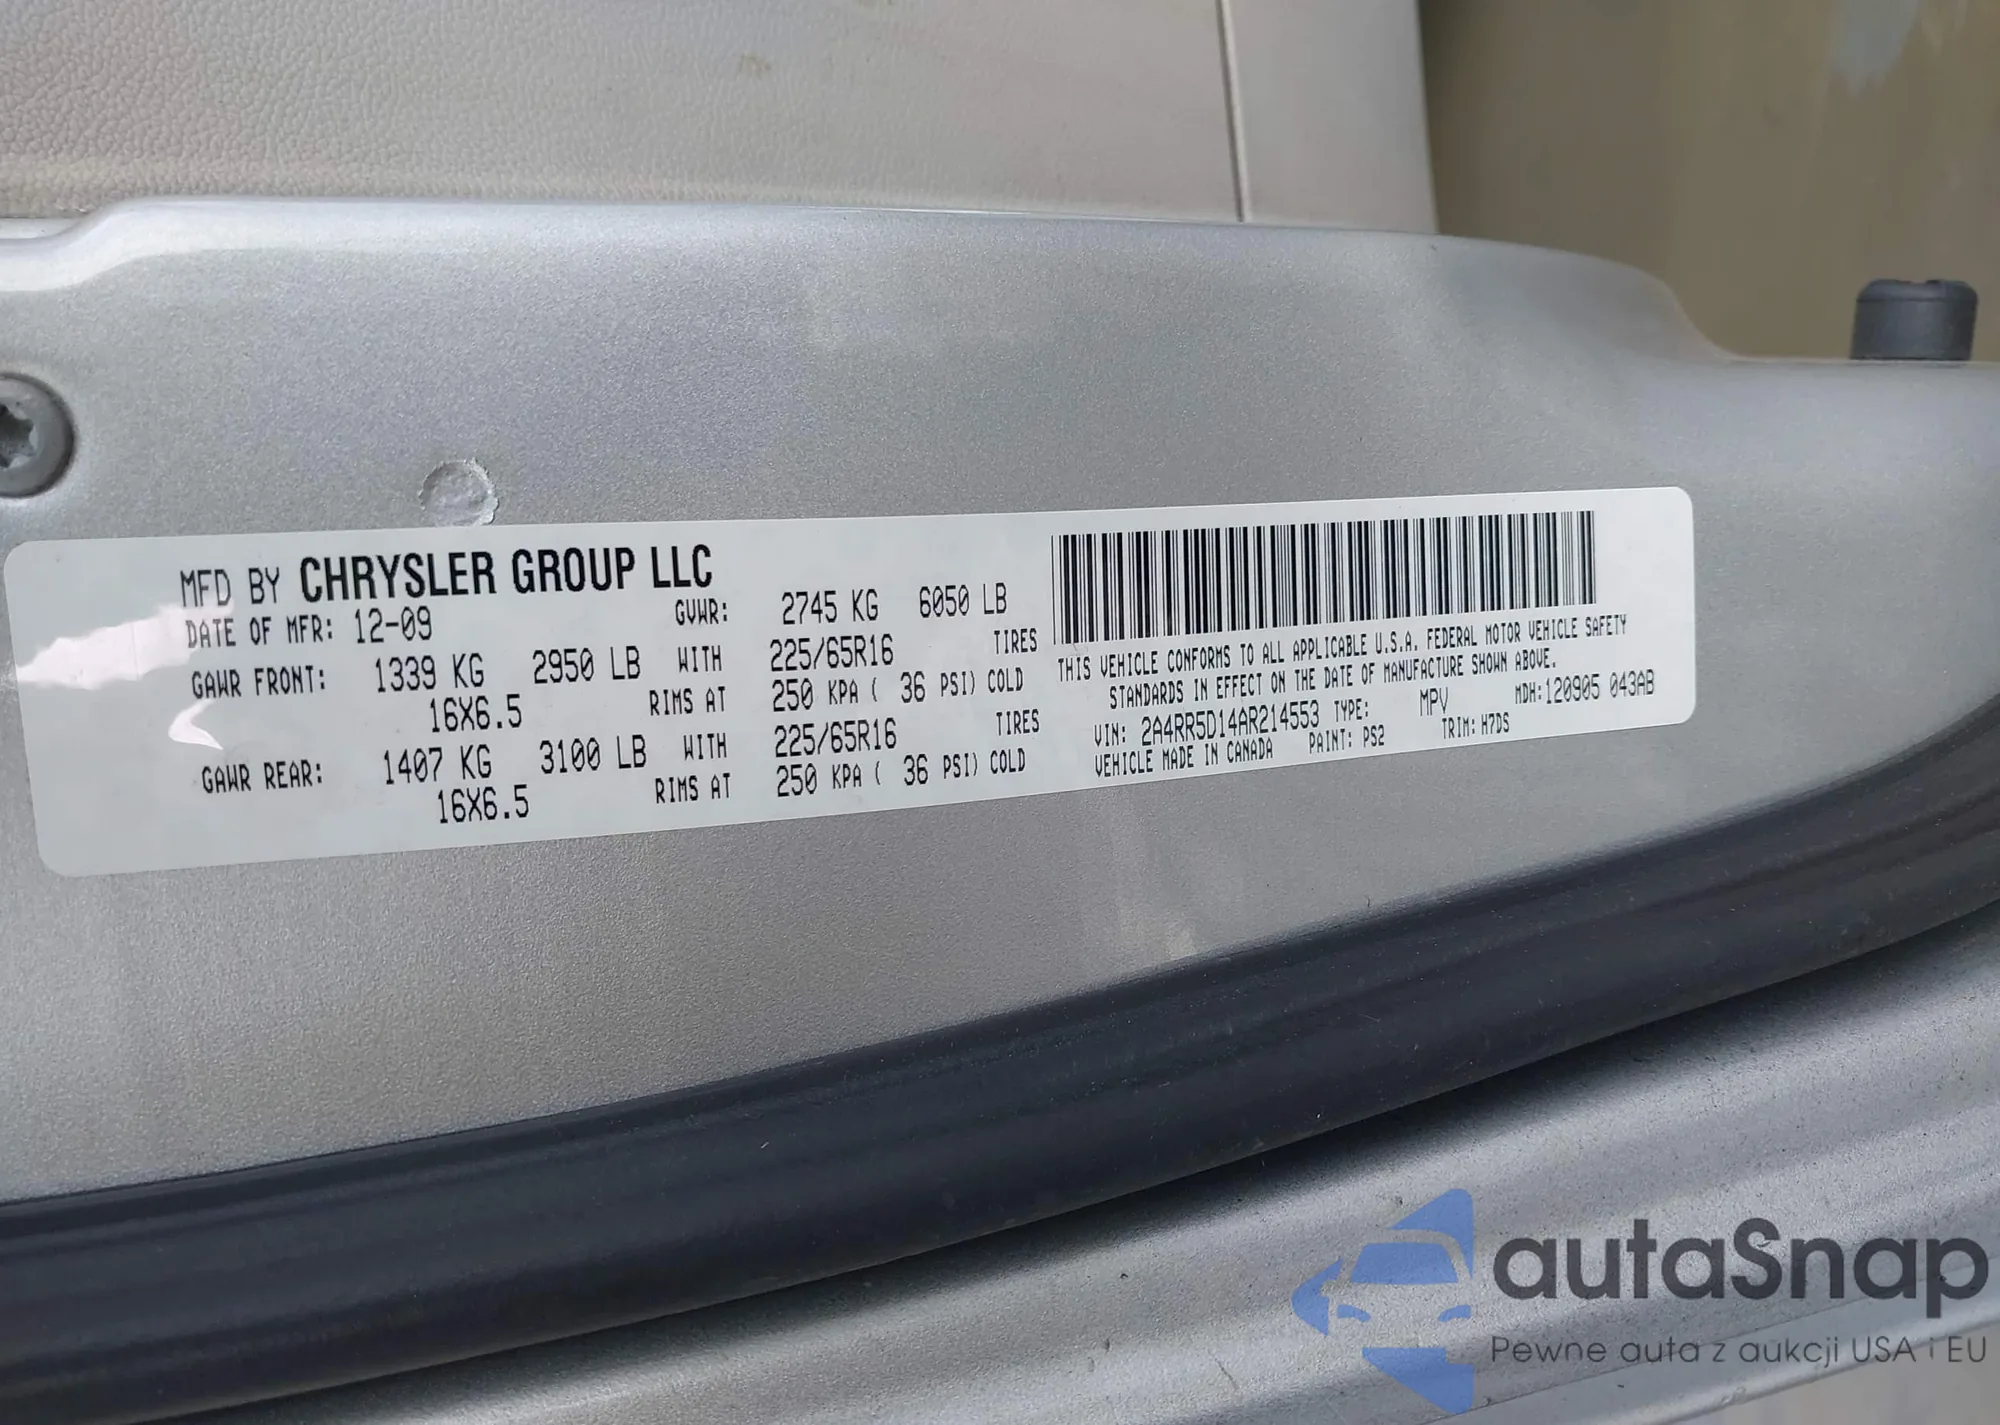 MFD BY CHRYSLER GROUP LLC
DATE OF MFR: 12-09 GVWR: 2745 KG 6050 LB
GAWR FRONT: 1339 KG 2950 LB WITH 225/65R16 TIRES
16X6.5 RIMS AT 250 KPA ( 36 PSI) COLD
GAWR REAR: 1407 KG 3100 LB WITH 225/65R16 TIRES
16X6.5 RIMS AT 250 KPA ( 36 PSI) COLD
THIS VEHICLE CONFORMS TO ALL APPLICABLE U.S.A. FEDERAL MOTOR VEHICLE SAFETY
STANDARDS IN EFFECT ON THE DATE OF MANUFACTURE SHOWN ABOVE.
VIN: 2A4RR5D14AR214553 TYPE: MPV MDH:120905 043AB
VEHICLE MADE IN CANADA PAINT: PS2 TRIM: H7DS
autaSnap
Pewne auta z aukcji USA i EU